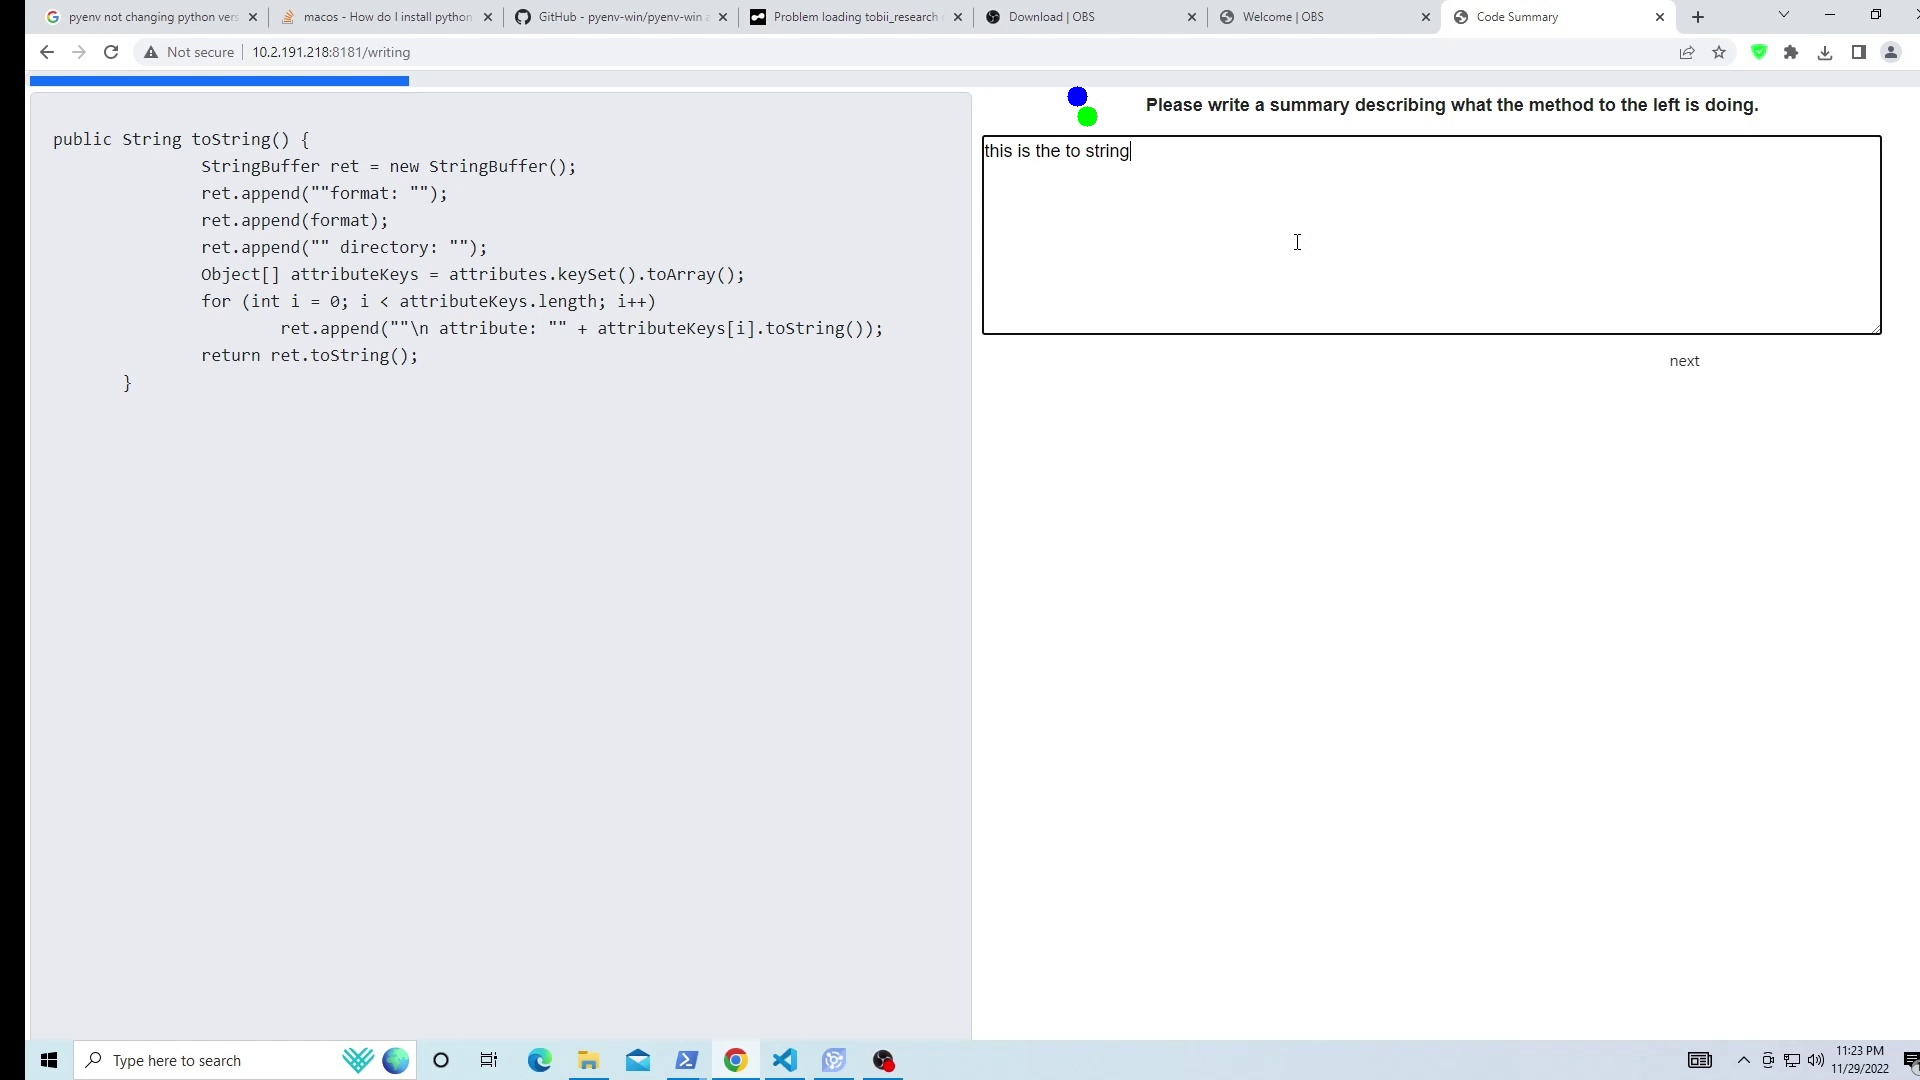 pyenv not changing python vers
macos - How do I install python
GitHub - pyenv-win/pyenv-win
Problem loading tobii_research
Download | OBS
Welcome | OBS
Code Summary
Not secure
10.2.191.218:8181/writing
Please write a summary describing what the method to the left is doing.
public String toString() {
StringBuffer ret = new StringBuffer();
ret.append(""format: "");
ret.append(format);
ret.append("" directory: "");
Object[] attributeKeys = attributes.keySet().toArray();
for (int i = 0; i < attributeKeys.length; i++)
ret.append(""\n attribute: "" + attributeKeys[i].toString());
return ret.toString();
}
this is the to string
next
Type here to search
11:23 PM
11/29/2022